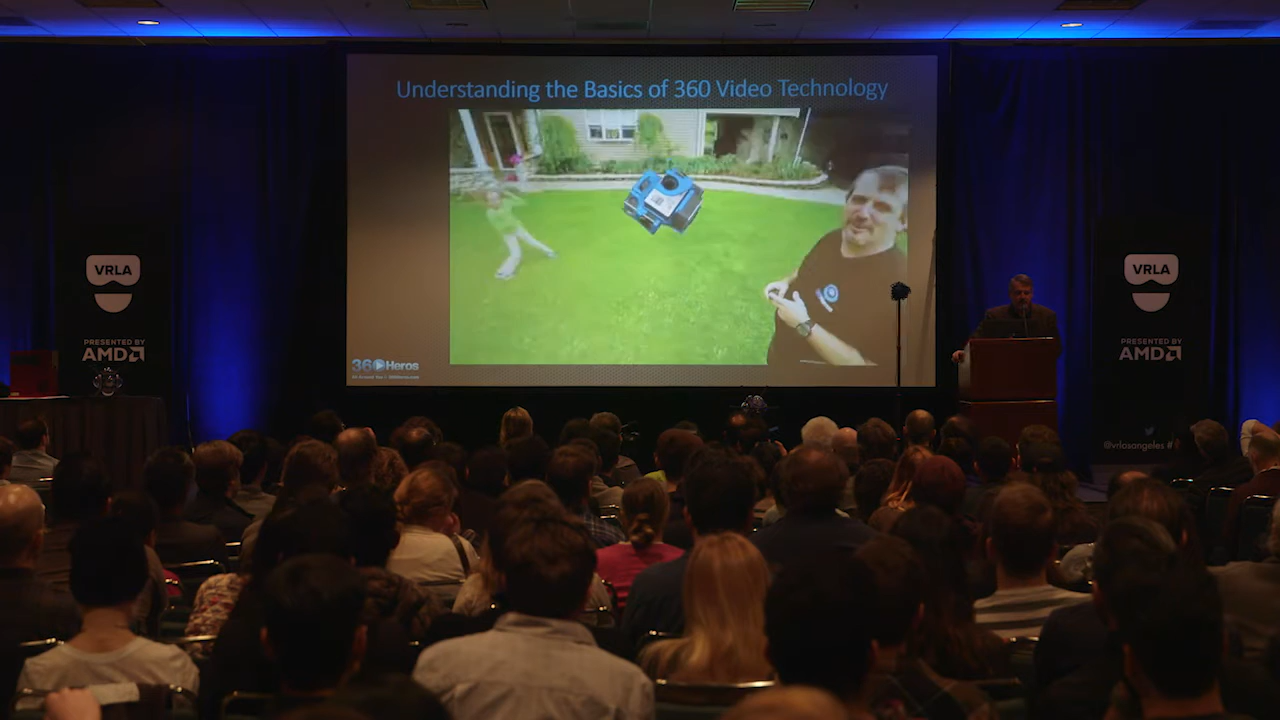 Understanding the Basics of 360 Video Technology
360Heros
VRLA
PRESENTED BY
AMD
VRLA
PRESENTED BY
AMD
@vrlosangeles #